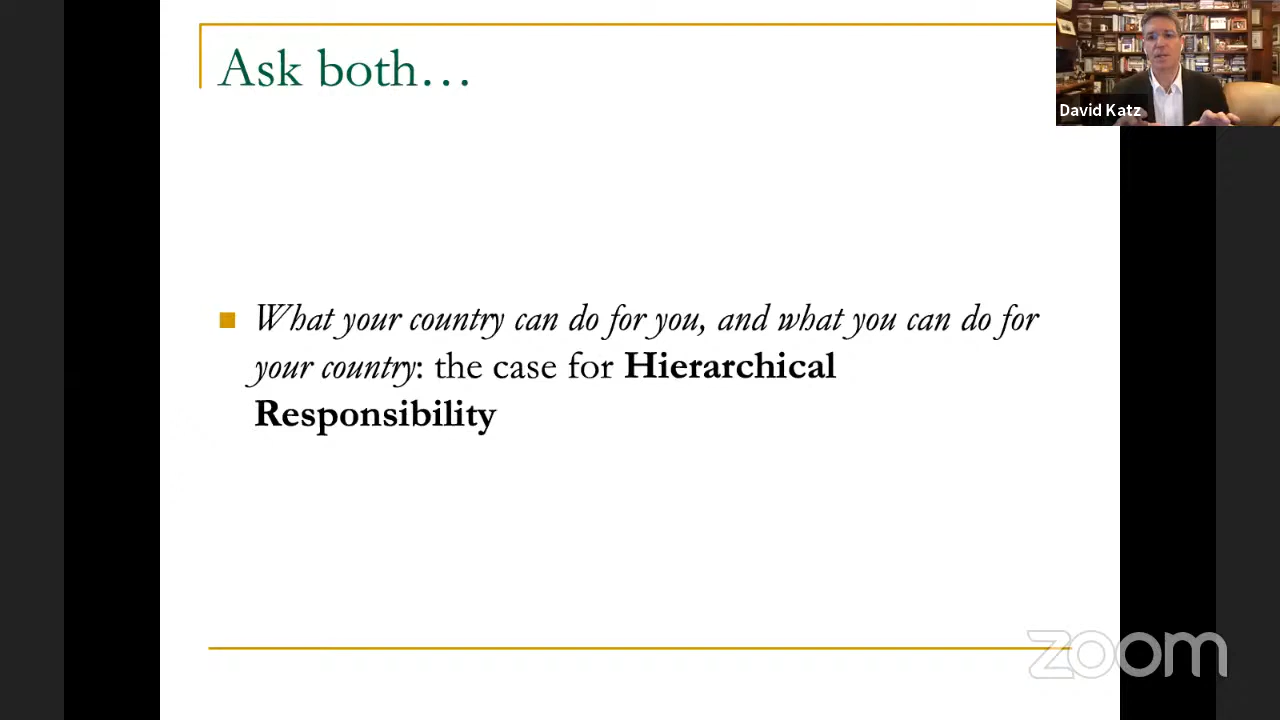 Ask both…
David Katz
What your country can do for you, and what you can do for
your country: the case for Hierarchical
Responsibility
zoom